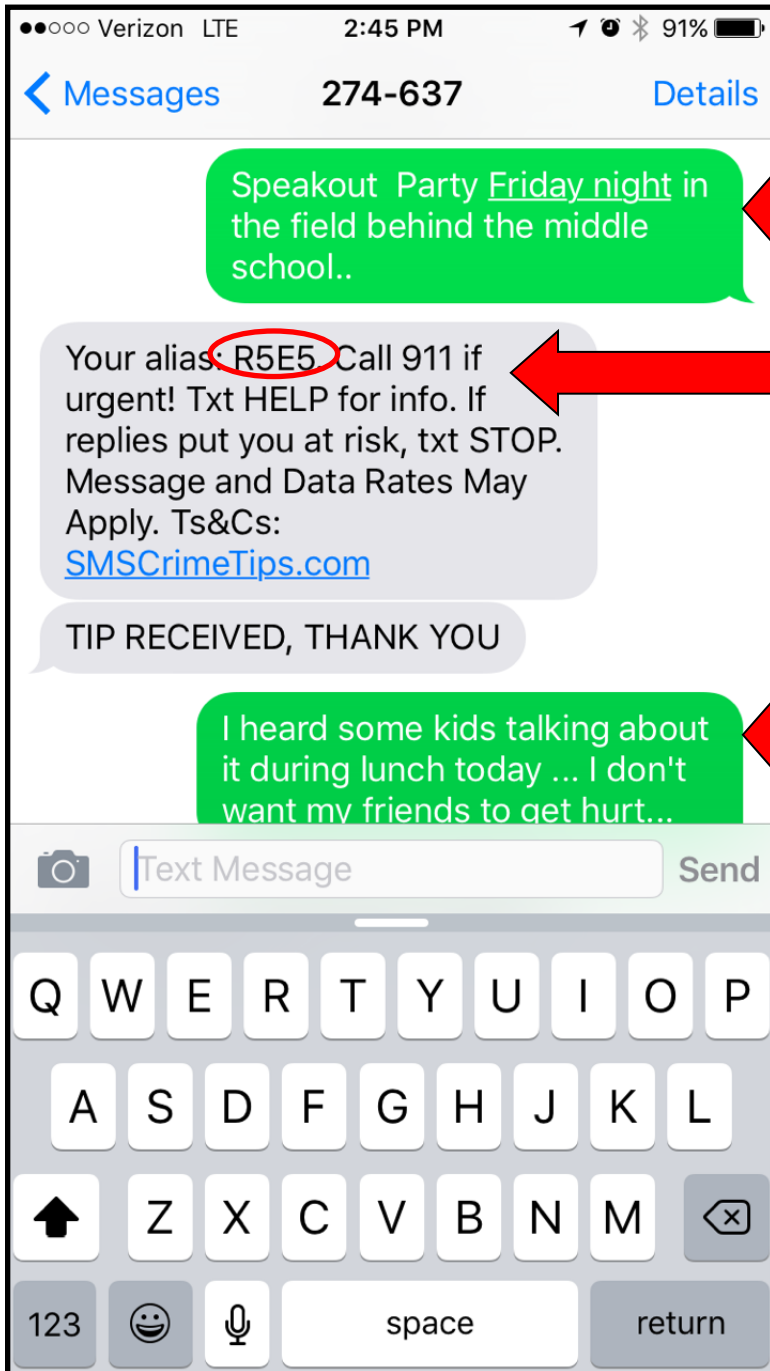 Verizon LTE 2:45 PM 91%
Messages 274-637 Details
Speakout Party Friday night in
the field behind the middle
school..
Your alias: R5E5. Call 911 if
urgent! Txt HELP for info. If
replies put you at risk, txt STOP.
Message and Data Rates May
Apply. Ts&Cs:
SMSCrimeTips.com
TIP RECEIVED, THANK YOU
I heard some kids talking about
it during lunch today ... I don't
want my friends to get hurt...
Text Message Send
Q W E R T Y U I O P
A S D F G H J K L
Z X C V B N M
123 space return